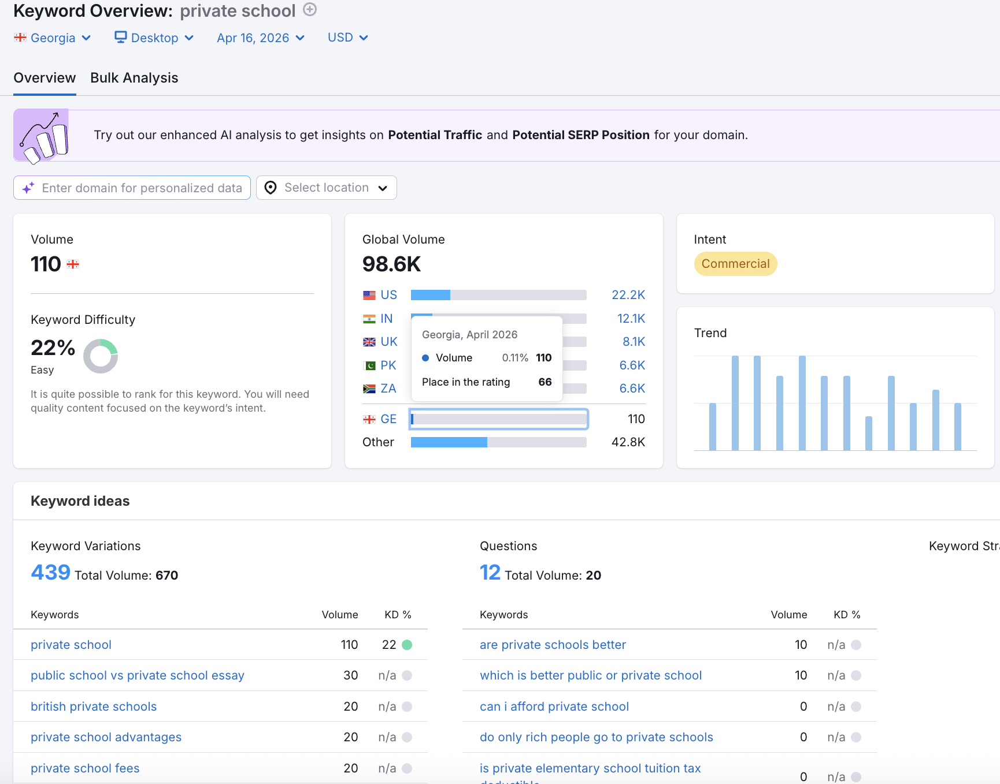 Keyword Overview: private school
Georgia Desktop Apr 16, 2026 USD
Overview Bulk Analysis
Try out our enhanced AI analysis to get insights on Potential Traffic and Potential SERP Position for your domain.
Enter domain for personalized data Select location
Volume
110
Keyword Difficulty
22%
Easy
It is quite possible to rank for this keyword. You will need
quality content focused on the keyword's intent.
Global Volume
98.6K
US 22.2K
IN 12.1K
UK 8.1K
PK 6.6K
ZA 6.6K
Georgia, April 2026
Volume 0.11% 110
Place in the rating 66
GE 110
Other 42.8K
Intent
Commercial
Trend
Keyword ideas
Keyword Variations
439 Total Volume: 670
Keywords Volume KD %
private school 110 22
public school vs private school essay 30 n/a
british private schools 20 n/a
private school advantages 20 n/a
private school fees 20 n/a
Questions
12 Total Volume: 20
Keywords Volume KD %
are private schools better 10 n/a
which is better public or private school 10 n/a
can i afford private school 0 n/a
do only rich people go to private schools 0 n/a
is private elementary school tuition tax
0 n/a
Keyword Stra